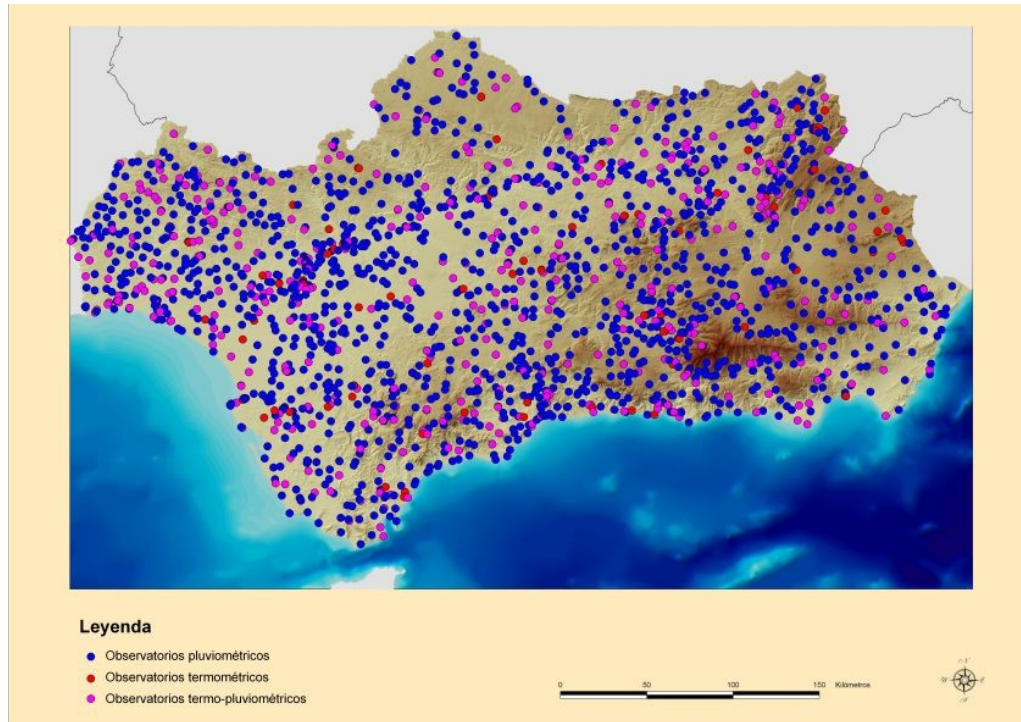 Leyenda
Observatorios pluviométricos
Observatorios termométricos
Observatorios termo-pluviométricos
0 50 100 150 Kilómetros
N
W E